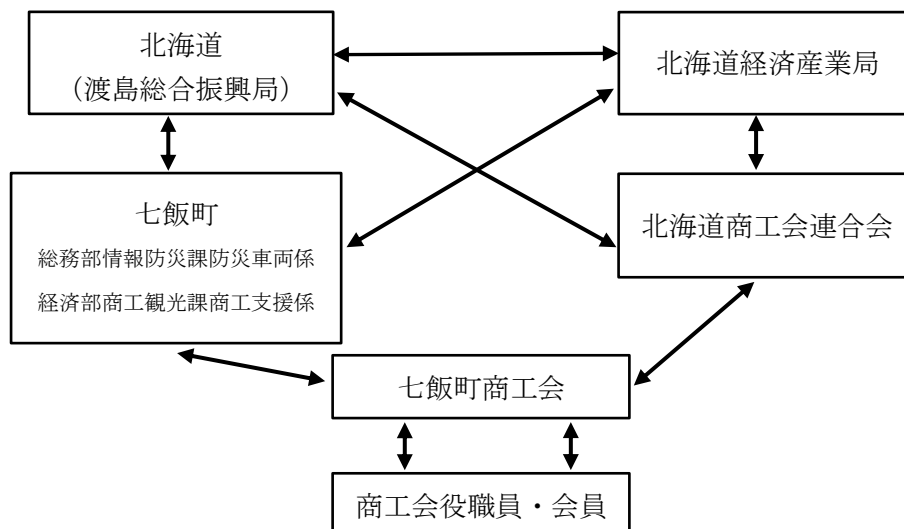 北海道
（渡島総合振興局）
北海道経済産業局
七飯町
総務部情報防災課防災車両係
経済部商工観光課商工支援係
北海道商工会連合会
七飯町商工会
商工会役職員・会員